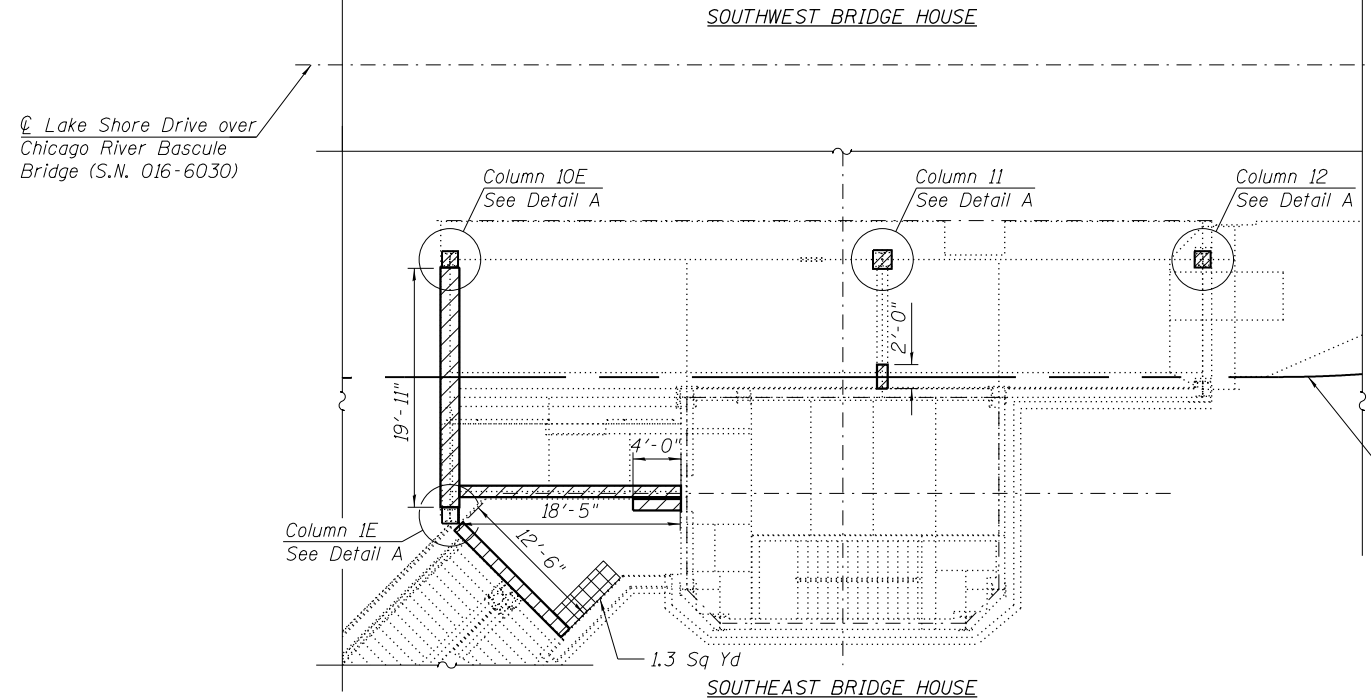 SOUTHWEST BRIDGE HOUSE
℄ Lake Shore Drive over
Chicago River Bascule
Bridge (S.N. 016-6030)
Column 10E
See Detail A
Column 11
See Detail A
Column 12
See Detail A
2'-0"
19'-11"
4'-0"
18'-5"
12'-6"
Column 1E
See Detail A
1.3 Sq Yd
SOUTHEAST BRIDGE HOUSE